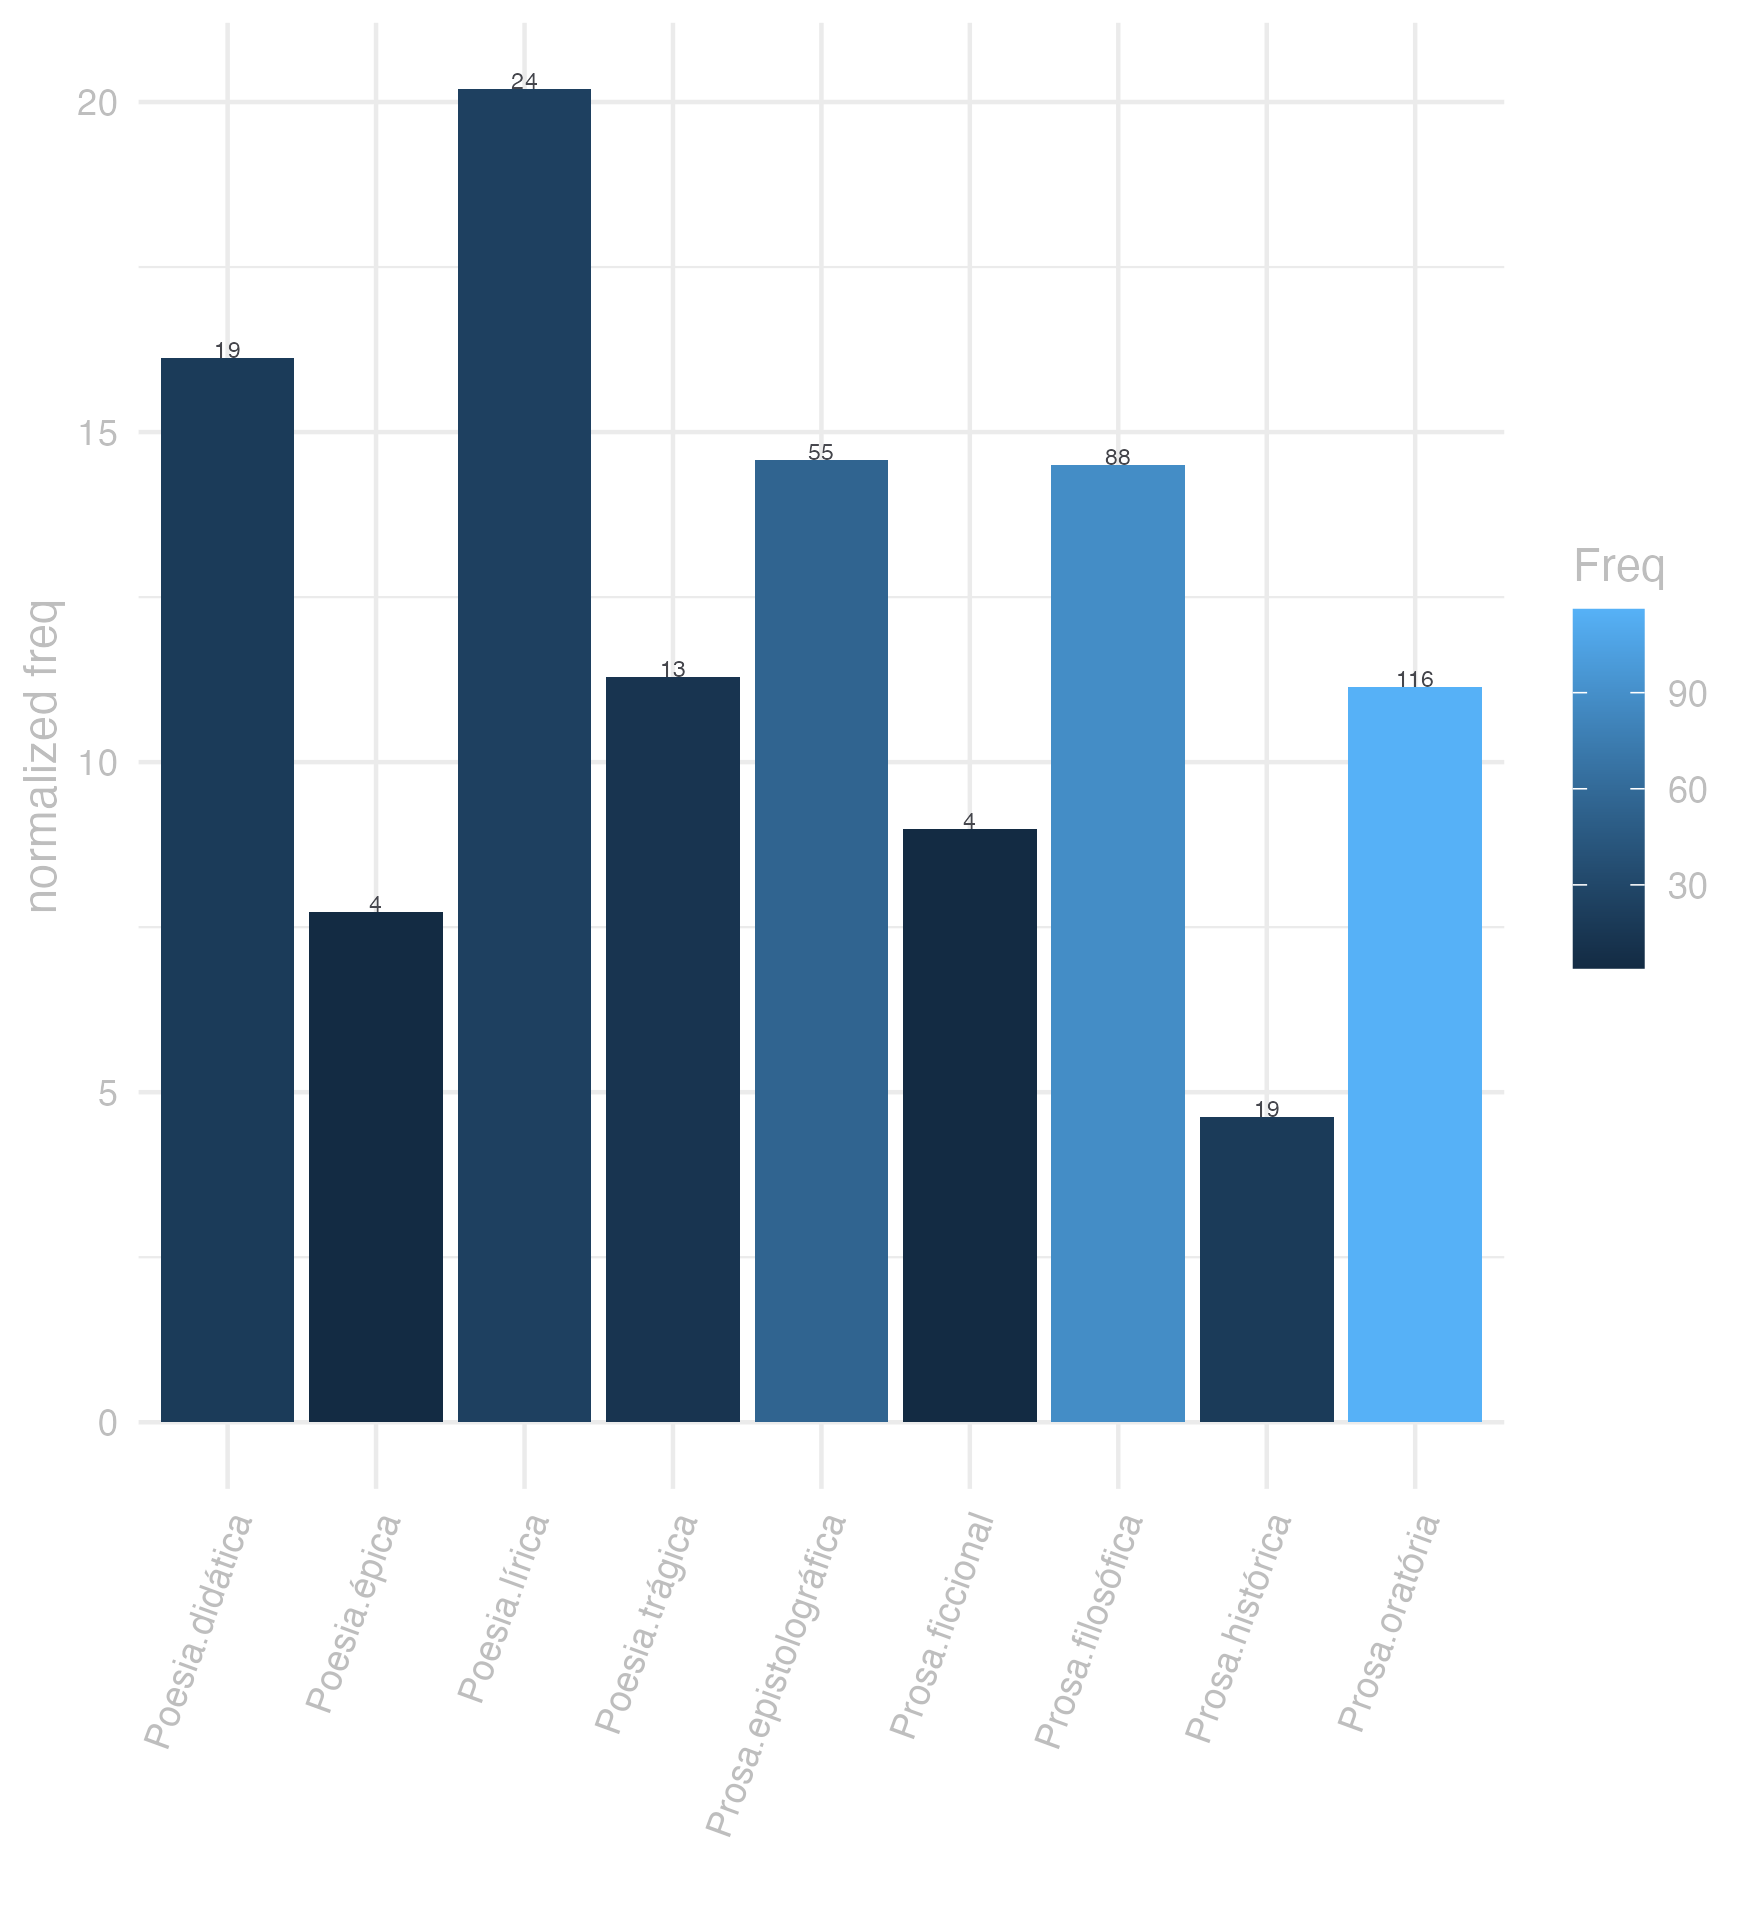 24
20
19
15
55
88
13
116
10
4
4
5
19
0
normalized freq
Freq
90
60
30
Poesia.didática
Poesia.épica
Poesia.lírica
Poesia.trágica
Prosa.epistolográfica
Prosa.ficcional
Prosa.filosófica
Prosa.histórica
Prosa.oratória